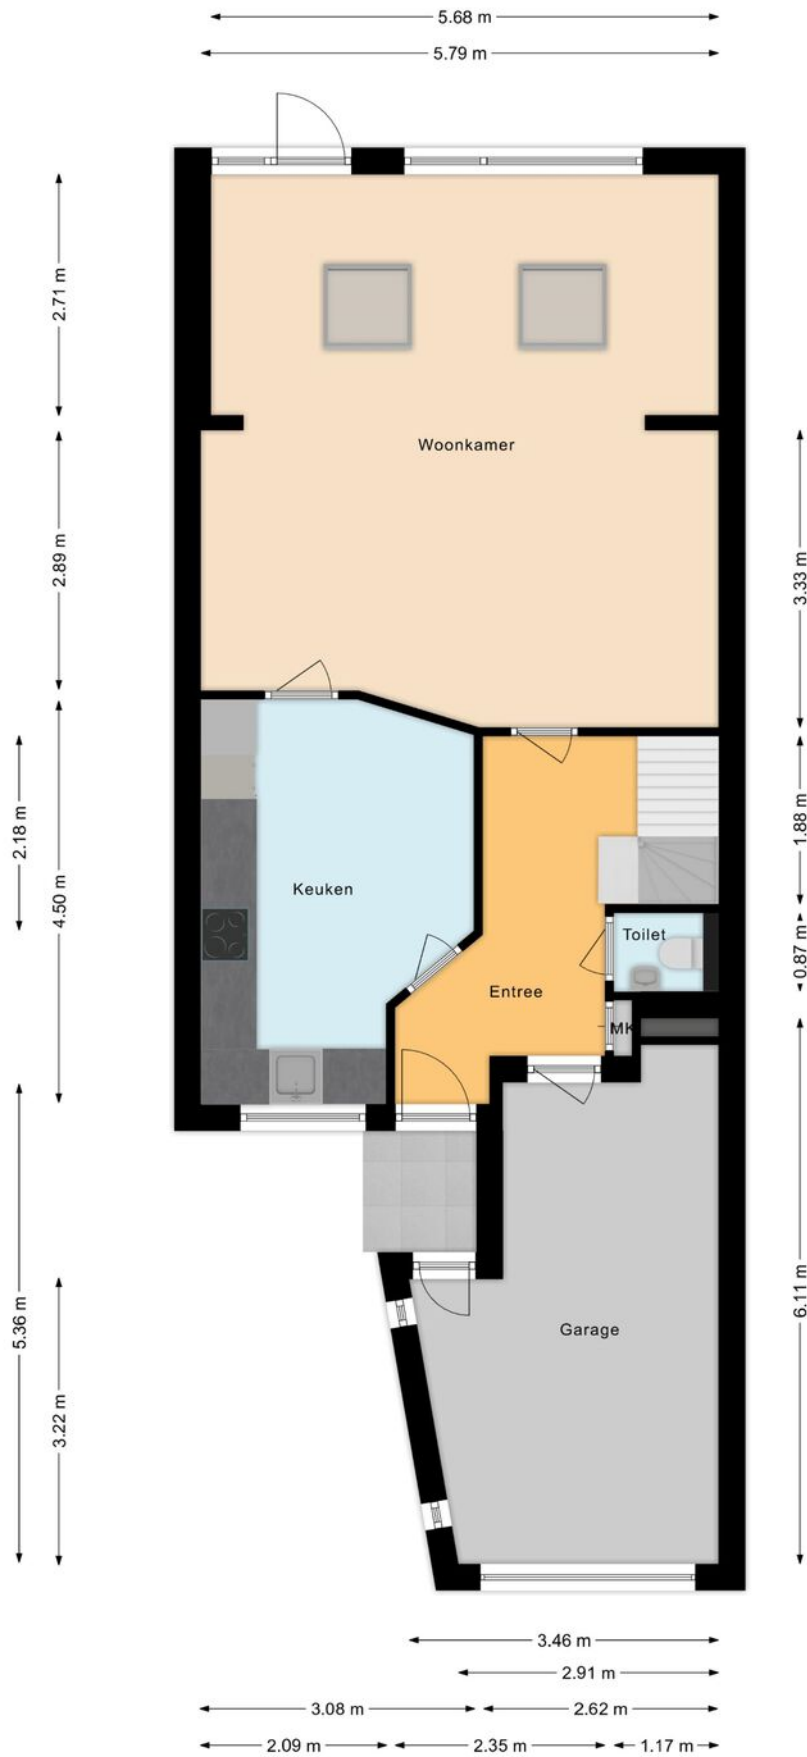 5.68 m
5.79 m
2.71 m
Woonkamer
2.89 m
3.33 m
2.18 m
1.88 m
Keuken
4.50 m
Toilet
0.87 m
Entree
MK
5.36 m
6.11 m
Garage
3.22 m
3.46 m
2.91 m
3.08 m
2.62 m
2.09 m
2.35 m
1.17 m